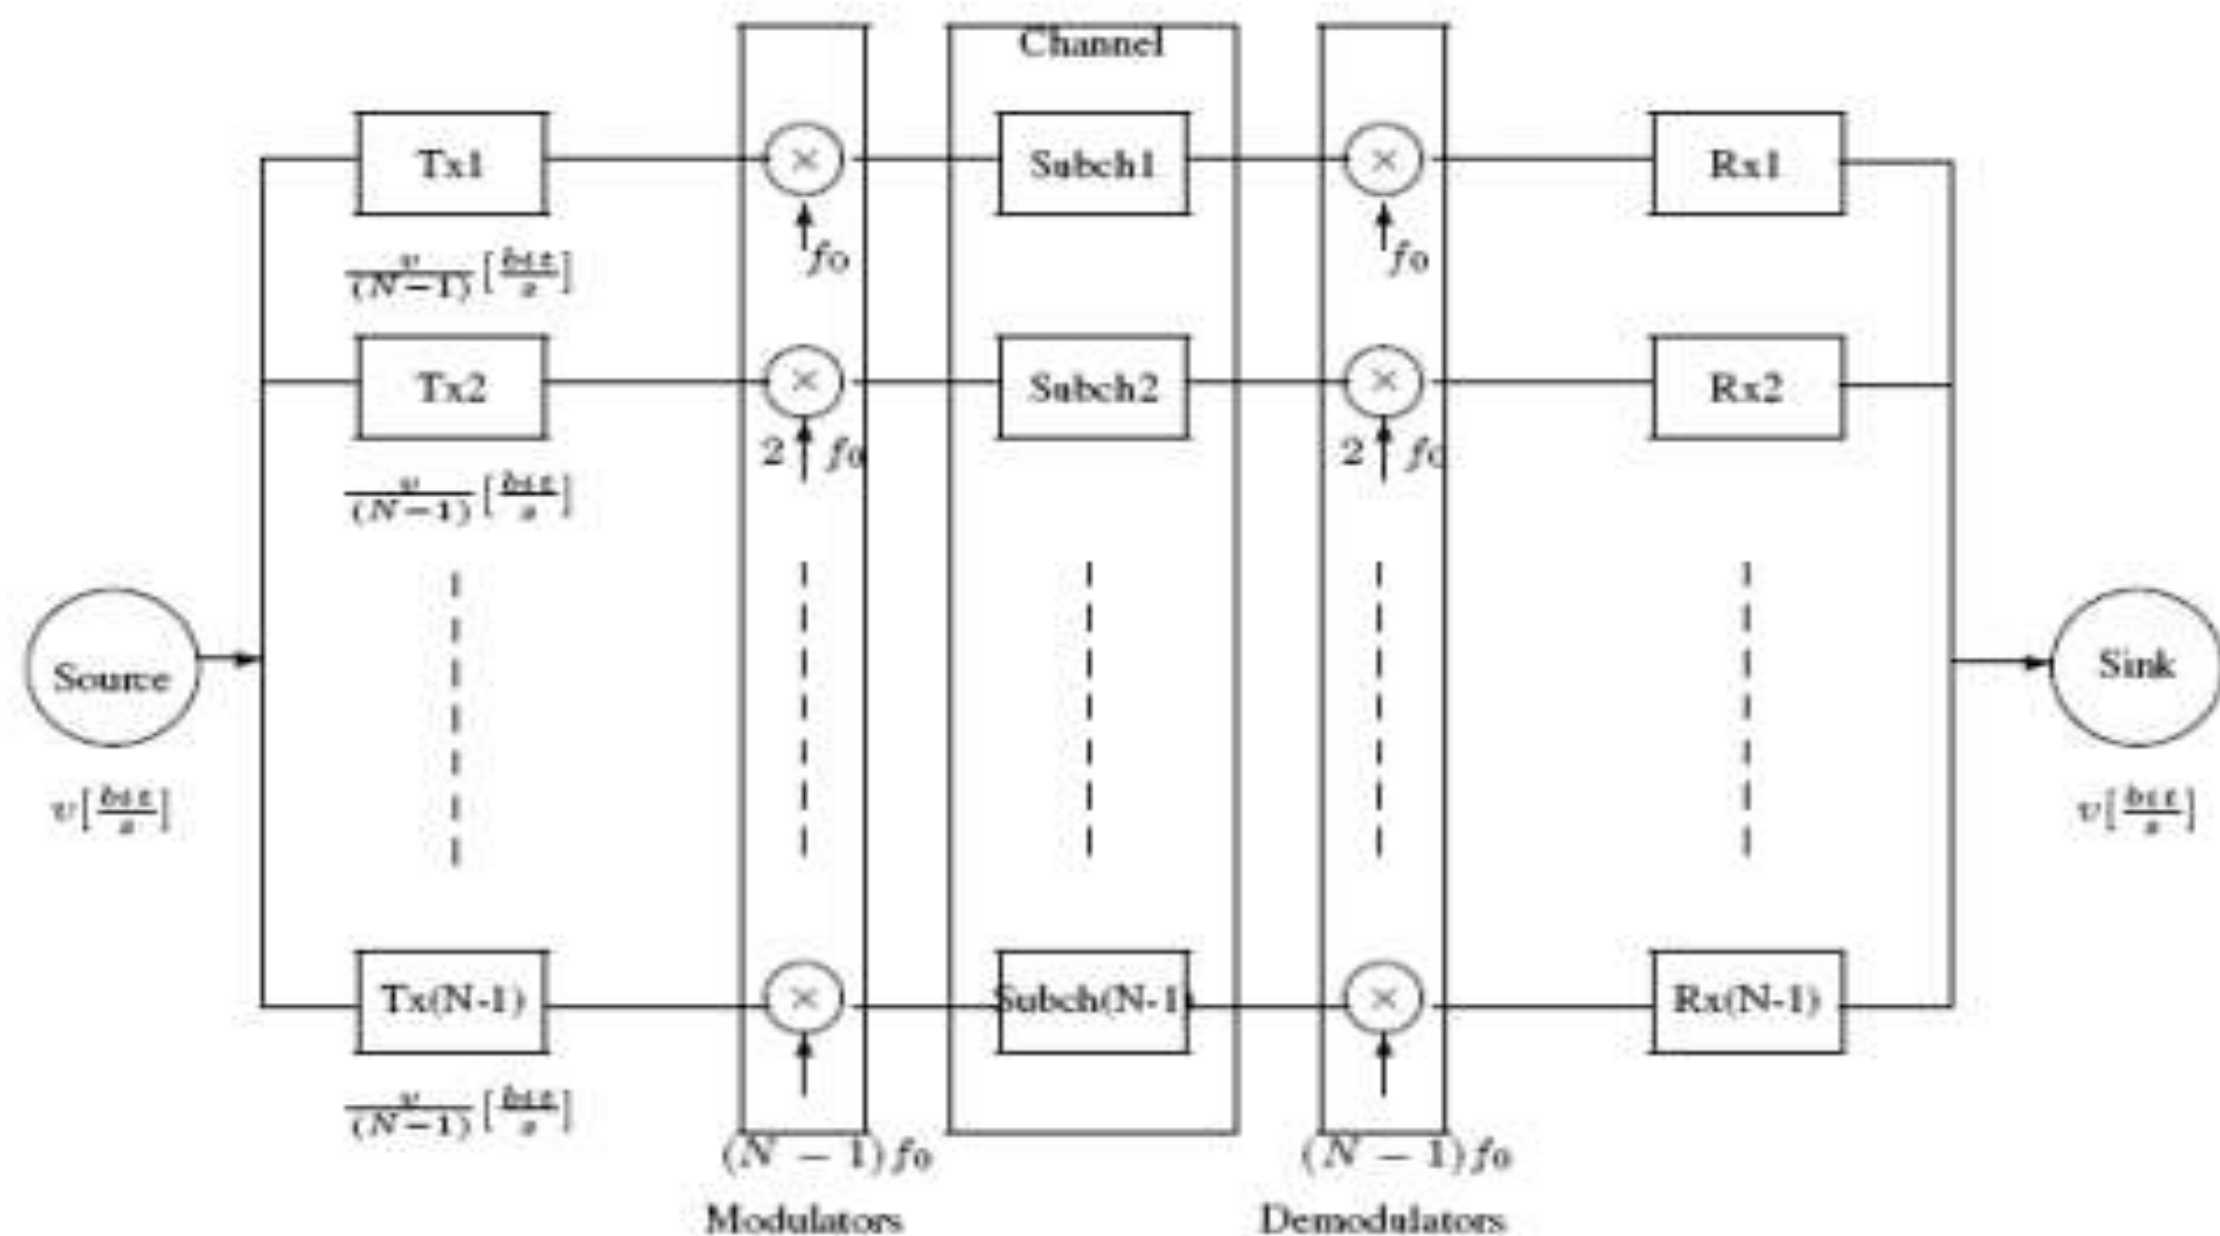 Channel
Tx1
Subch1
Rx1
f₀
f₀
v/(N−1) [bit/s]
Tx2
Subch2
Rx2
2 f₀
2 f₀
v/(N−1) [bit/s]
Source
Sink
v[bit/s]
v[bit/s]
Tx(N-1)
Subch(N-1)
Rx(N-1)
v/(N−1) [bit/s]
(N − 1)f₀
(N − 1)f₀
Modulators
Demodulators